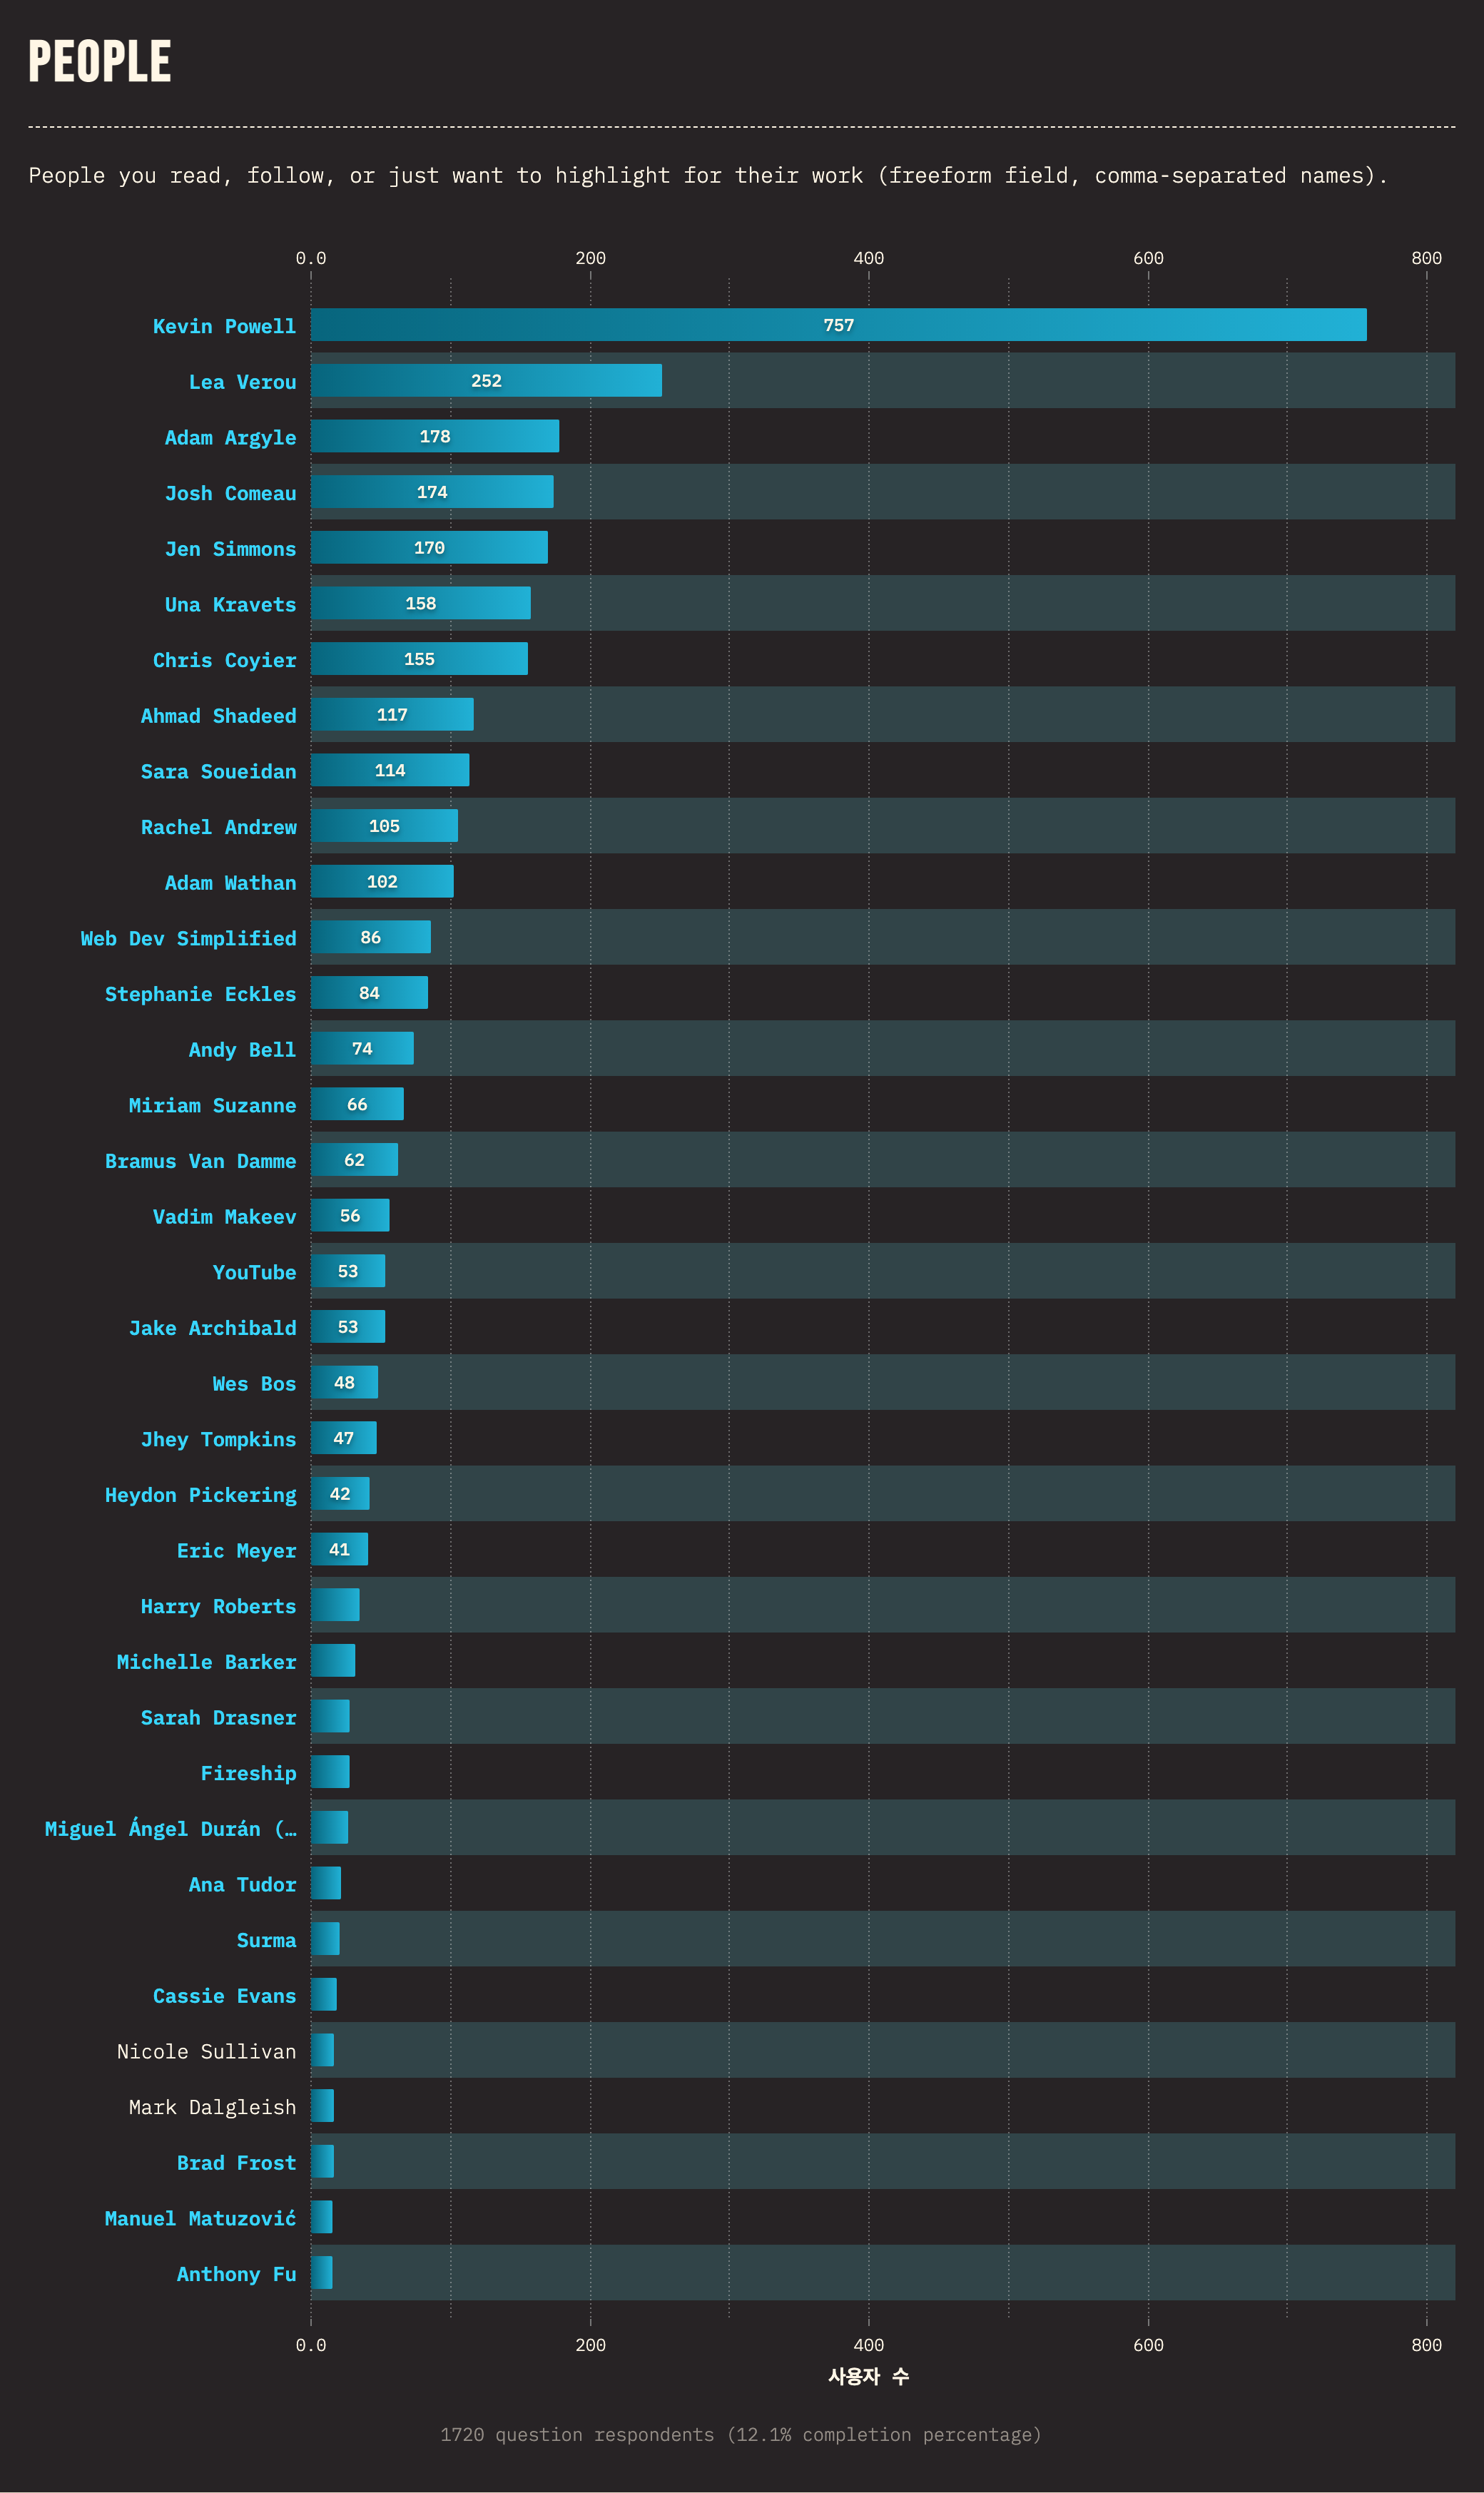 PEOPLE
People you read, follow, or just want to highlight for their work (freeform field, comma-separated names).
0.0 200 400 600 800
Kevin Powell 757
Lea Verou 252
Adam Argyle 178
Josh Comeau 174
Jen Simmons 170
Una Kravets 158
Chris Coyier 155
Ahmad Shadeed 117
Sara Soueidan 114
Rachel Andrew 105
Adam Wathan 102
Web Dev Simplified 86
Stephanie Eckles 84
Andy Bell 74
Miriam Suzanne 66
Bramus Van Damme 62
Vadim Makeev 56
YouTube 53
Jake Archibald 53
Wes Bos 48
Jhey Tompkins 47
Heydon Pickering 42
Eric Meyer 41
Harry Roberts
Michelle Barker
Sarah Drasner
Fireship
Miguel Ángel Durán (…
Ana Tudor
Surma
Cassie Evans
Nicole Sullivan
Mark Dalgleish
Brad Frost
Manuel Matuzović
Anthony Fu
0.0 200 400 600 800
사용자 수
1720 question respondents (12.1% completion percentage)